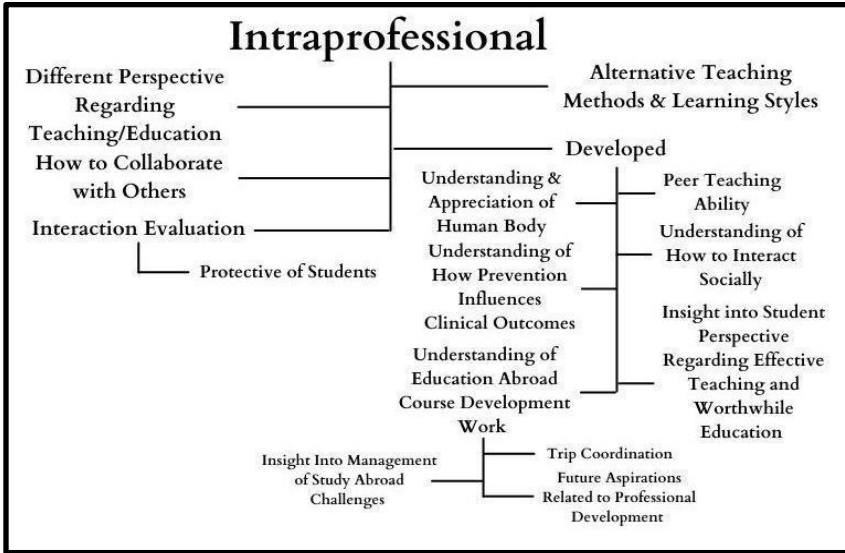 Intraprofessional
Different Perspective
Regarding
Teaching/Education
How to Collaborate
with Others
Interaction Evaluation
Protective of Students
Alternative Teaching
Methods & Learning Styles
Developed
Understanding &
Appreciation of
Human Body
Understanding of
How Prevention
Influences
Clinical Outcomes
Understanding of
Education Abroad
Course Development
Work
Peer Teaching
Ability
Understanding of
How to Interact
Socially
Insight into Student
Perspective
Regarding Effective
Teaching and
Worthwhile
Education
Insight Into Management
of Study Abroad
Challenges
Trip Coordination
Future Aspirations
Related to Professional
Development